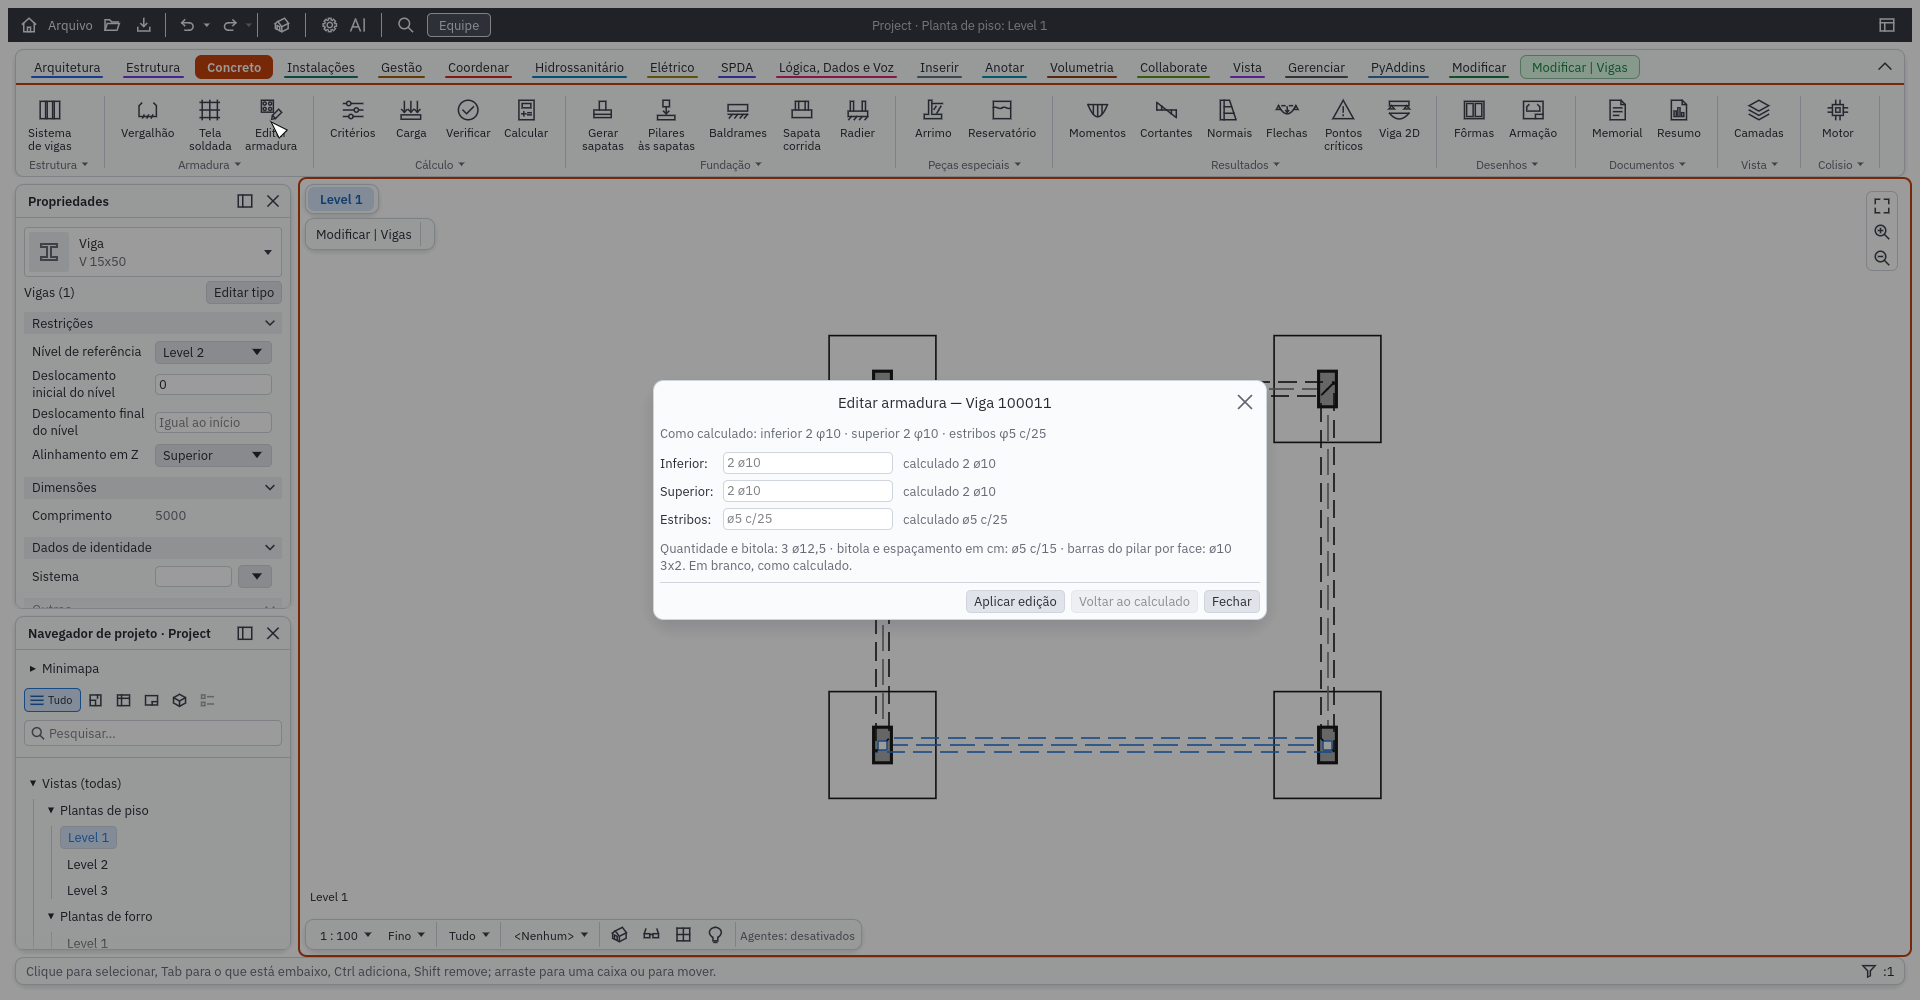 Arquivo
AI
Equipe
Project · Planta de piso: Level 1
Arquitetura
Estrutura
Concreto
Instalações
Gestão
Coordenar
Hidrossanitário
Elétrico
SPDA
Lógica, Dados e Voz
Inserir
Anotar
Volumetria
Collaborate
Vista
Gerenciar
PyAddins
Modificar
Modificar | Vigas
Sistema
de vigas
Vergalhão
Tela
soldada
armadura
Critérios
Carga
Verificar
Calcular
Gerar
sapatas
Pilares
às sapatas
Baldrames
Sapata
corrida
Radier
Arrimo
Reservatório
Momentos
Cortantes
Normais
Flechas
Pontos
críticos
Viga 2D
Fôrmas
Armação
Memorial
Resumo
Camadas
Motor
Estrutura
Armadura
Cálculo
Fundação
Peças especiais
Resultados
Desenhos
Documentos
Vista
Colisio
Propriedades
Viga
V 15x50
Vigas (1)
Editar tipo
Restrições
Nível de referência
Level 2
Deslocamento
inicial do nível
0
Deslocamento final
do nível
Igual ao início
Alinhamento em Z
Superior
Dimensões
Comprimento
5000
Dados de identidade
Sistema
Navegador de projeto · Project
Minimapa
Tudo
Pesquisar...
Vistas (todas)
Plantas de piso
Level 1
Level 2
Level 3
Plantas de forro
Level 1
Level 1
Modificar | Vigas
Editar armadura — Viga 100011
Como calculado: inferior 2 φ10 · superior 2 φ10 · estribos φ5 c/25
Inferior:
2 ø10
calculado 2 ø10
Superior:
2 ø10
calculado 2 ø10
Estribos:
ø5 c/25
calculado ø5 c/25
Quantidade e bitola: 3 ø12,5 · bitola e espaçamento em cm: ø5 c/15 · barras do pilar por face: ø10
3x2. Em branco, como calculado.
Aplicar edição
Voltar ao calculado
Fechar
Level 1
1 : 100
Fino
Tudo
<Nenhum>
Agentes: desativados
Clique para selecionar, Tab para o que está embaixo, Ctrl adiciona, Shift remove; arraste para uma caixa ou para mover.
:1